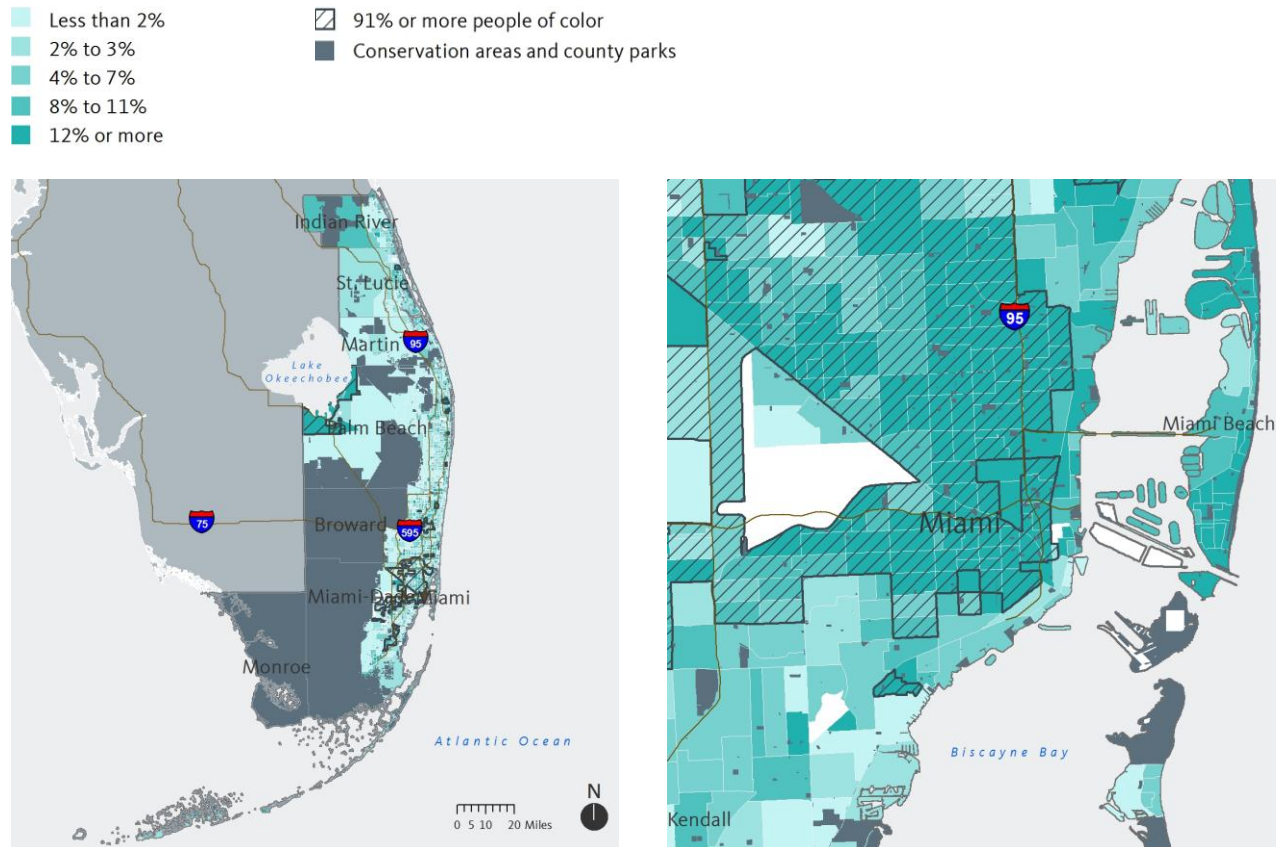 Less than 2%
2% to 3%
4% to 7%
8% to 11%
12% or more
91% or more people of color
Conservation areas and county parks
Indian River
St. Lucie
95
Martin
Lake
Okeechobee
Palm Beach
75
Broward
595
Miami-Dade
Miami
Monroe
Atlantic Ocean
N
0 5 10 20 Miles
95
Miami Beach
Miami
Biscayne Bay
Kendall